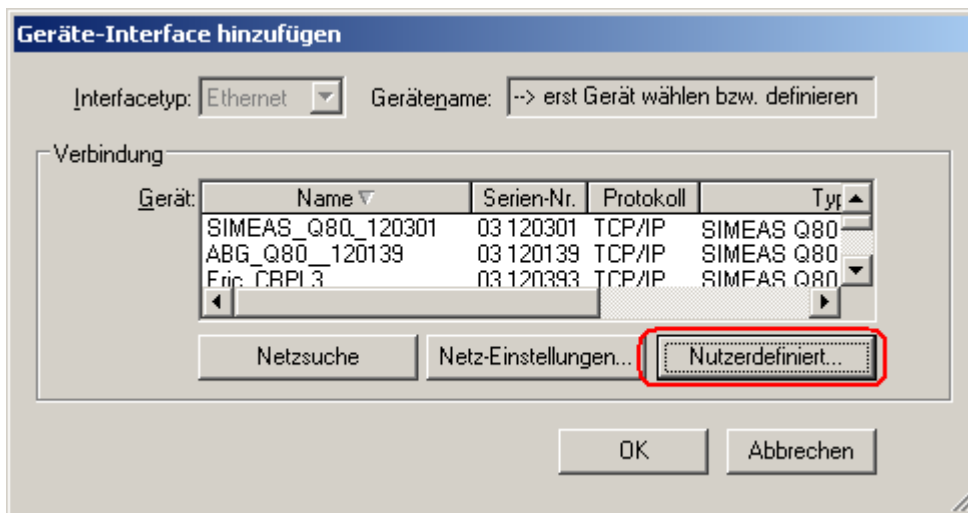 Geräte-Interface hinzufügen
Interfacetyp: Ethernet Gerätename: --> erst Gerät wählen bzw. definieren
Verbindung
Gerät: Name Serien-Nr. Protokoll Typ
SIMEAS_Q80_120301 03 120301 TCP/IP SIMEAS Q80
ABG_Q80__120139 03 120139 TCP/IP SIMEAS Q80
Eric_CBPL3 03 120393 TCP/IP SIMEAS Q80
Netzsuche Netz-Einstellungen... Nutzerdefiniert...
OK Abbrechen